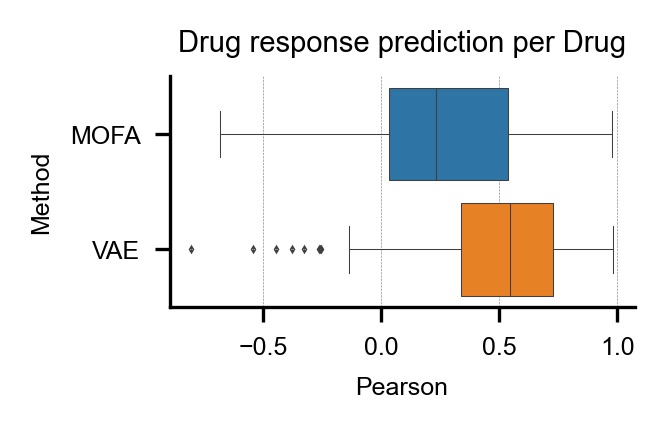 Drug response prediction per Drug
Method
MOFA
VAE
−0.5 0.0 0.5 1.0
Pearson